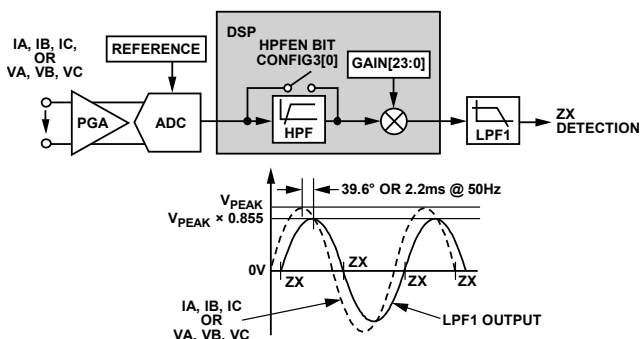 DSP
REFERENCE
HPFEN BIT
CONFIG3[0]
IA, IB, IC,
OR
VA, VB, VC
GAIN[23:0]
PGA
ADC
HPF
LPF1
ZX
DETECTION
39.6° OR 2.2ms @ 50Hz
VPEAK
VPEAK × 0.855
0V
ZX
ZX
ZX
ZX
IA, IB, IC
OR
VA, VB, VC
LPF1 OUTPUT